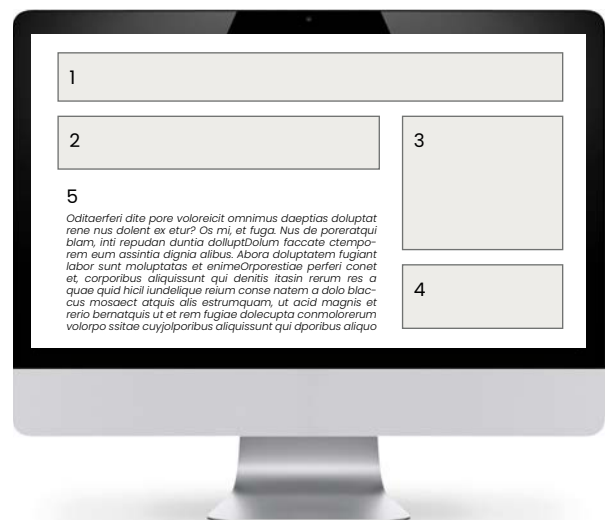 1
2
3
4
5
Oditaerferi dite pore voloreicit omnimus daeptias doluptat
rene nus dolent ex etur? Os mi, et fuga. Nus de poreratqui
blam, inti repudan duntia dolluptDolum faccate ctempo-
rem eum assintia dignia alibus. Abora doluptatem fugiant
labor sunt moluptatas et enimeOrporestiae perferi conet
et, corporibus aliquissunt qui denitis itasin rerum res a
quae quid hicil iundelique reium conse natem a dolo blac-
cus mosaect atquis alis estrumquam, ut acid magnis et
rerio bernatquis ut et rem fugiae dolecupta conmolorerum
volorpo ssitae cuyjolporibus aliquissunt qui dporibus aliquo